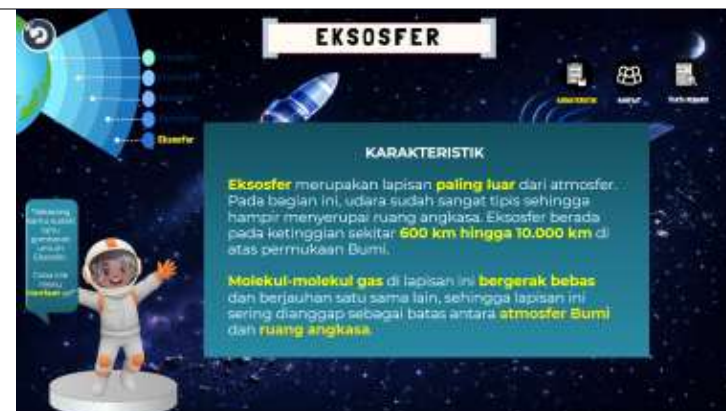 EKSOSFER
KARAKTERISTIK
MANFAAT
Eksosfer
KARAKTERISTIK
Eksosfer merupakan lapisan paling luar dari atmosfer.
Pada bagian ini, udara sudah sangat tipis sehingga
hampir menyerupai ruang angkasa. Eksosfer berada
pada ketinggian sekitar 600 km hingga 10.000 km di
atas permukaan Bumi.
Molekul-molekul gas di lapisan ini bergerak bebas
dan berjauhan satu sama lain, sehingga lapisan ini
sering dianggap sebagai batas antara atmosfer Bumi
dan ruang angkasa.